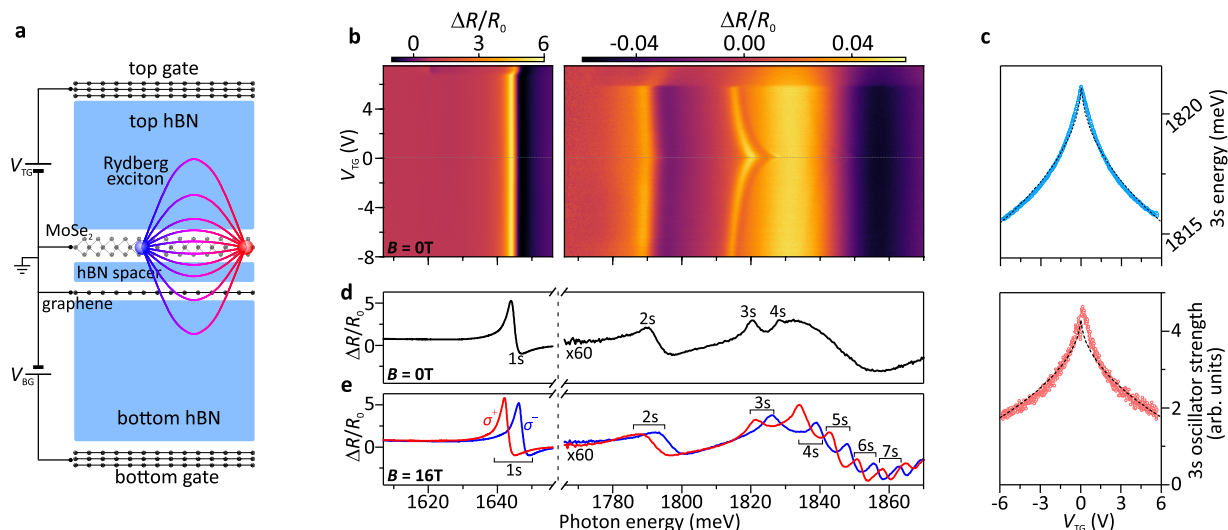 a
top gate
top hBN
Rydberg
exciton
V_TG
MoSe₂
hBN spacer
graphene
V_BG
bottom hBN
bottom gate
b
ΔR/R₀
0 3 6
ΔR/R₀
-0.04 0.00 0.04
V_TG (V)
4
0
-4
-8
B = 0T
c
3s energy (meV)
1820
1815
d
ΔR/R₀
5
0
1s
2s
3s
4s
x60
B = 0T
e
ΔR/R₀
5
0
σ⁺
σ⁻
1s
2s
3s
4s
5s
6s
7s
x60
B = 16T
1620 1640 1780 1800 1820 1840 1860
Photon energy (meV)
3s oscillator strength
(arb. units)
4
2
0
-6 -3 0 3 6
V_TG (V)